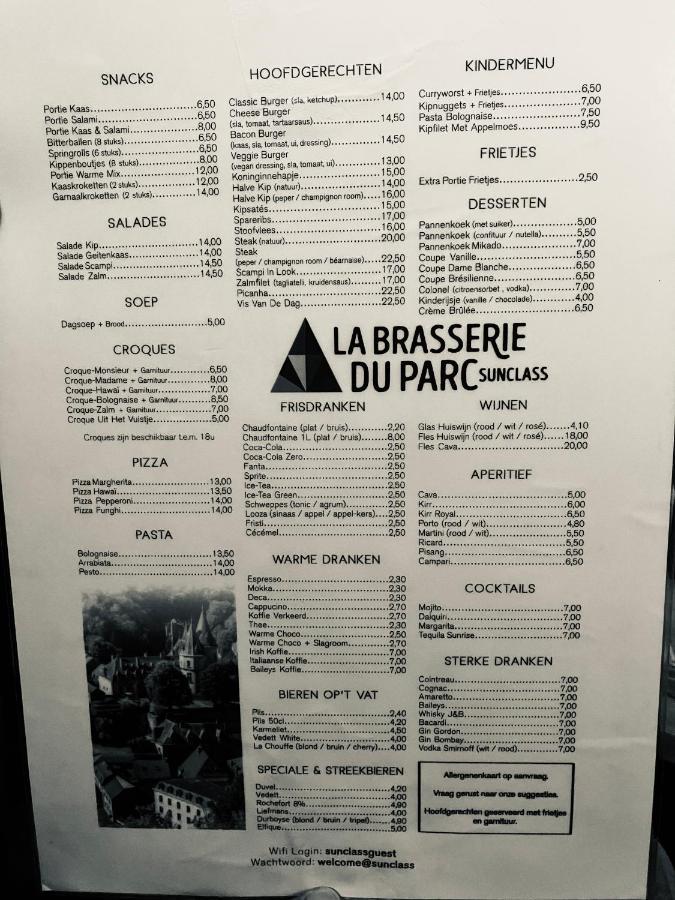 SNACKS
Portie Kaas..........6,50
Portie Salami..........6,50
Portie Kaas & Salami..........8,00
Bitterballen (8 stuks)..........6,50
Springrolls (6 stuks)..........6,50
Kippenboutjes (8 stuks)..........8,00
Portie Warme Mix..........12,00
Kaaskroketten (2 stuks)..........12,00
Garnaalkroketten (2 stuks)..........14,00
SALADES
Salade Kip..........14,00
Salade Geitenkaas..........14,00
Salade Scampi..........14,50
Salade Zalm..........14,50
SOEP
Dagsoep + Brood..........5,00
CROQUES
Croque-Monsieur + Garnituur..........6,50
Croque-Madame + Garnituur..........8,00
Croque-Hawaï + Garnituur..........7,00
Croque-Bolognaise + Garnituur..........8,50
Croque-Zalm + Garnituur..........7,00
Croque Uit Het Vuistje..........5,00
Croques zijn beschikbaar t.e.m. 18u
PIZZA
Pizza Margherita..........13,00
Pizza Hawaï..........13,50
Pizza Pepperoni..........14,00
Pizza Funghi..........14,00
PASTA
Bolognaise..........13,50
Arrabiata..........14,00
Pesto..........14,00
HOOFDGERECHTEN
Classic Burger (sla, ketchup)..........14,00
Cheese Burger
(sla, tomaat, tartaarsaus)..........14,50
Bacon Burger
(kaas, sla, tomaat, ui, dressing)..........14,50
Veggie Burger
(vegan dressing, sla, tomaat, ui)..........13,00
Koninginnehapje..........15,00
Halve Kip (natuur)..........14,00
Halve Kip (peper / champignon room)..........16,00
Kipsatés..........15,00
Spareribs..........17,00
Stoofvlees..........16,00
Steak (natuur)..........20,00
Steak
(peper / champignon room / béarnaise)..........22,50
Scampi In Look..........17,00
Zalmfilet (tagliatelli, kruidensaus)..........17,00
Picanha..........22,50
Vis Van De Dag..........22,50
KINDERMENU
Curryworst + Frietjes..........6,50
Kipnuggets + Frietjes..........7,00
Pasta Bolognaise..........7,50
Kipfilet Met Appelmoes..........9,50
FRIETJES
Extra Portie Frietjes..........2,50
DESSERTEN
Pannenkoek (met suiker)..........5,00
Pannenkoek (confituur / nutella)..........5,50
Pannenkoek Mikado..........7,00
Coupe Vanille..........5,50
Coupe Dame Blanche..........6,50
Coupe Brésilienne..........6,50
Colonel (citroensorbet , vodka)..........7,00
Kinderijsje (vanille / chocolade)..........4,00
Crème Brûlée..........6,50
LA BRASSERIE
DU PARC SUNCLASS
FRISDRANKEN
Chaudfontaine (plat / bruis)..........2,20
Chaudfontaine 1L (plat / bruis)..........8,00
Coca-Cola..........2,50
Coca-Cola Zero..........2,50
Fanta..........2,50
Sprite..........2,50
Ice-Tea..........2,50
Ice-Tea Green..........2,50
Schweppes (tonic / agrum)..........2,50
Looza (sinaas / appel / appel-kers)..........2,50
Fristi..........2,50
Cécémel..........2,50
WARME DRANKEN
Espresso..........2,30
Mokka..........2,30
Deca..........2,30
Cappucino..........2,70
Koffie Verkeerd..........2,70
Thee..........2,30
Warme Choco..........2,50
Warme Choco + Slagroom..........2,70
Irish Koffie..........7,00
Italiaanse Koffie..........7,00
Baileys Koffie..........7,00
BIEREN OP'T VAT
Pils..........2,40
Pils 50cl..........4,20
Karmeliet..........4,50
Vedett White..........4,00
La Chouffe (blond / bruin / cherry)..........4,00
SPECIALE & STREEKBIEREN
Duvel..........4,20
Vedett..........4,00
Rochefort 8%..........4,90
Liefmans..........4,00
Durboyse (blond / bruin / tripel)..........4,90
Elfique..........5,00
WIJNEN
Glas Huiswijn (rood / wit / rosé)..........4,10
Fles Huiswijn (rood / wit / rosé)..........18,00
Fles Cava..........20,00
APERITIEF
Cava..........5,00
Kirr..........6,00
Kirr Royal..........6,50
Porto (rood / wit)..........4,80
Martini (rood / wit)..........5,50
Ricard..........5,50
Pisang..........6,50
Campari..........6,50
COCKTAILS
Mojito..........7,00
Daiquiri..........7,00
Margarita..........7,00
Tequila Sunrise..........7,00
STERKE DRANKEN
Cointreau..........7,00
Cognac..........7,00
Amaretto..........7,00
Baileys..........7,00
Whisky J&B..........7,00
Bacardi..........7,00
Gin Gordon..........7,00
Gin Bombay..........7,00
Vodka Smirnoff (wit / rood)..........7,00
Allergenenkaart op aanvraag.
Vraag gerust naar onze suggesties.
Hoofdgerechten geserveerd met frietjes
en garnituur.
Wifi Login: sunclassguest
Wachtwoord: welcome@sunclass